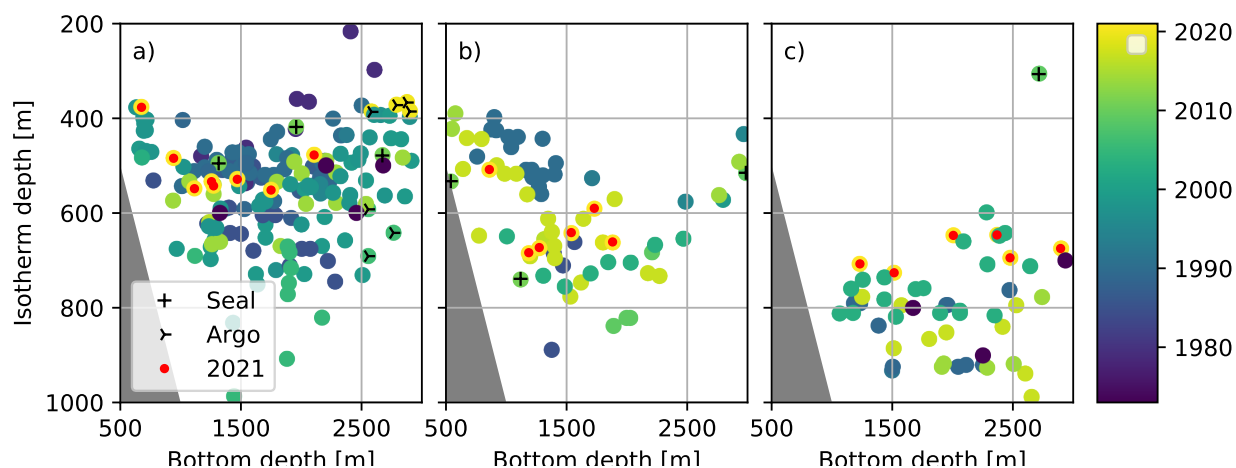 200
400
600
800
1000
Isotherm depth [m]
a)
Seal
Argo
2021
500
1500
2500
Bottom depth [m]
b)
500
1500
2500
Bottom depth [m]
c)
500
1500
2500
Bottom depth [m]
2020
2010
2000
1990
1980